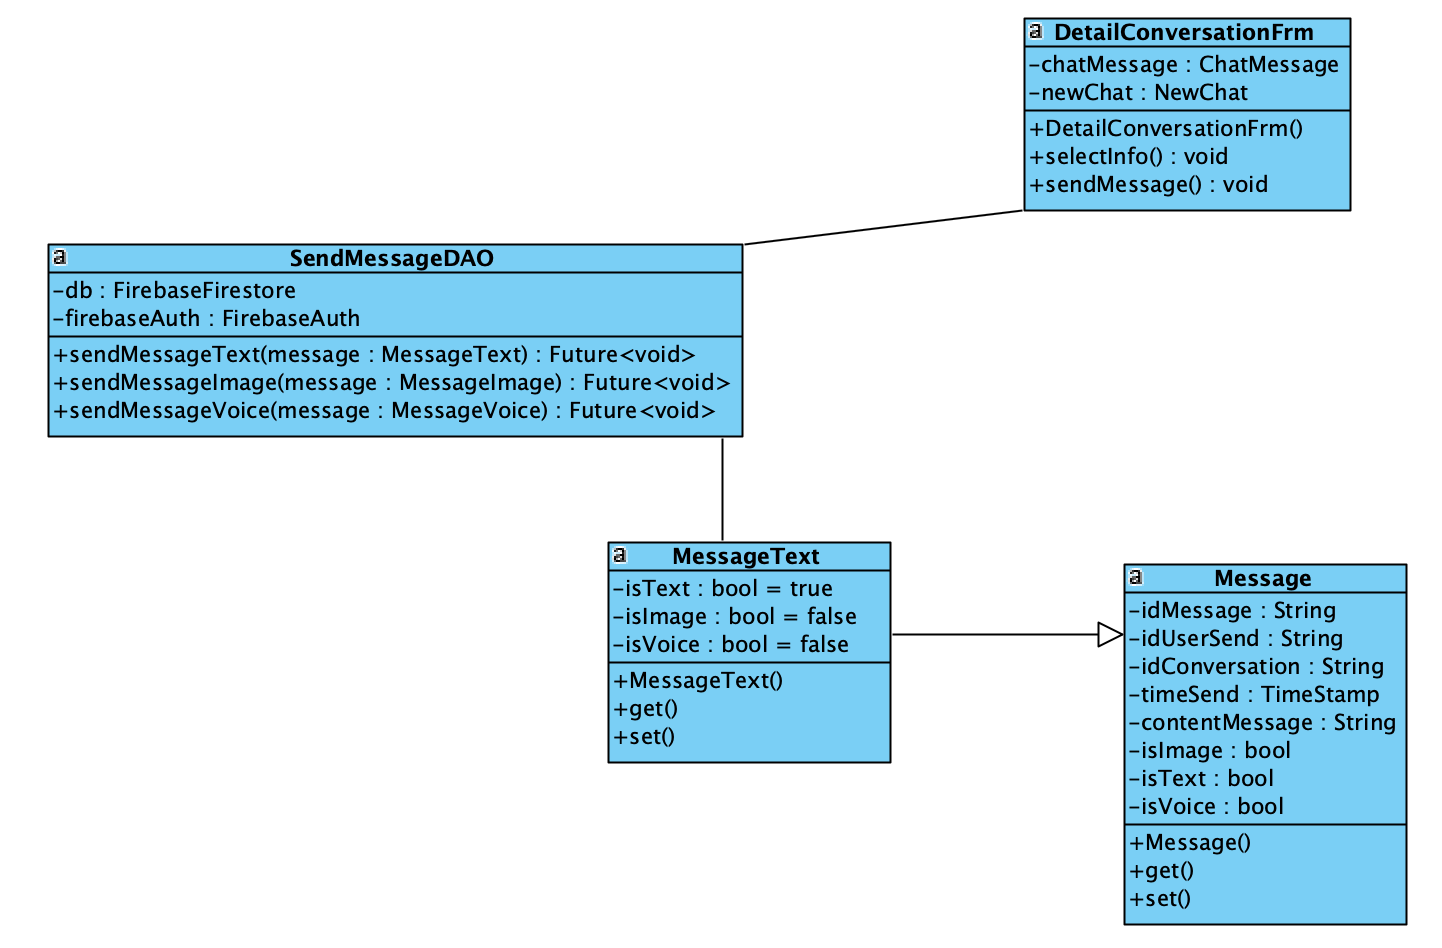 a DetailConversationFrm
-chatMessage : ChatMessage
-newChat : NewChat
+DetailConversationFrm()
+selectInfo() : void
+sendMessage() : void
a SendMessageDAO
-db : FirebaseFirestore
-firebaseAuth : FirebaseAuth
+sendMessageText(message : MessageText) : Future<void>
+sendMessageImage(message : MessageImage) : Future<void>
+sendMessageVoice(message : MessageVoice) : Future<void>
a MessageText
-isText : bool = true
-isImage : bool = false
-isVoice : bool = false
+MessageText()
+get()
+set()
a Message
-idMessage : String
-idUserSend : String
-idConversation : String
-timeSend : TimeStamp
-contentMessage : String
-isImage : bool
-isText : bool
-isVoice : bool
+Message()
+get()
+set()